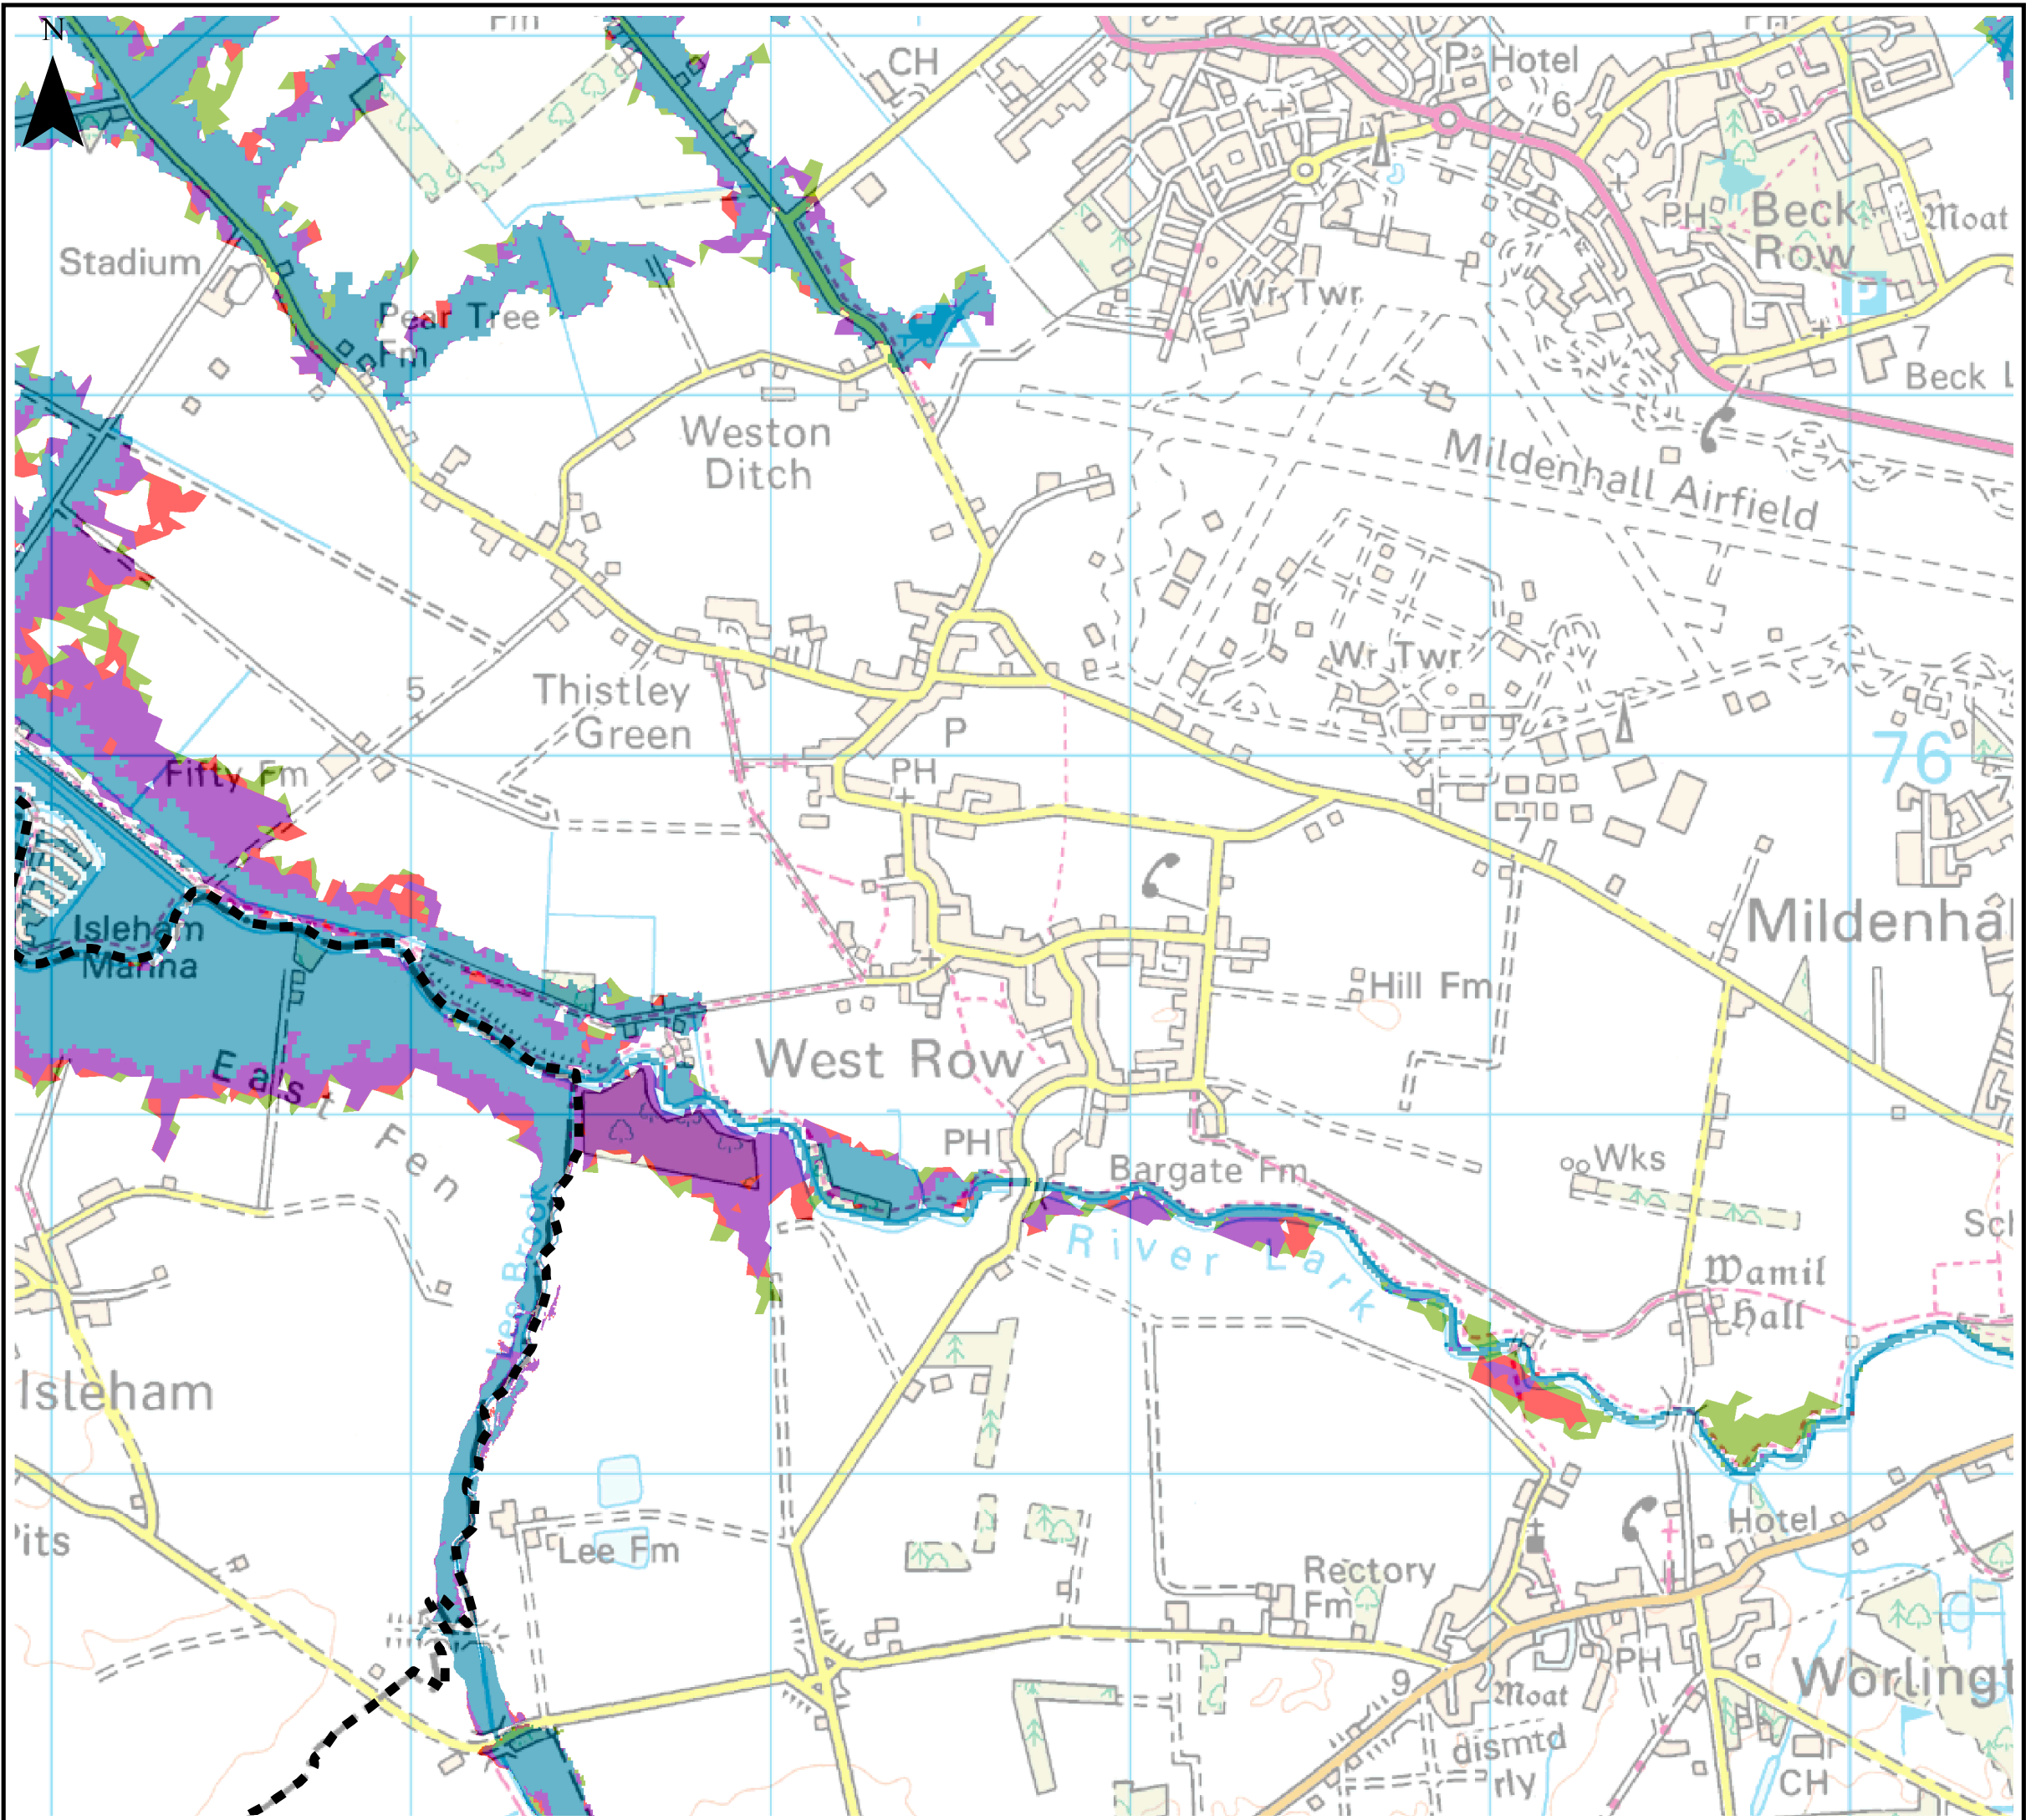 N
Fm
CH
P
Hotel
6
PH
Beck
Row
Moat
Stadium
Pear Tree
Fm
Wr Twr
P
7
Beck L
Weston
Ditch
Mildenhall Airfield
Wr Twr
5
Thistley
Green
P
76
Fifty Fm
PH
7
Mildenhal
Isleham
Marina
Hill Fm
East Fen
West Row
PH
Bargate Fm
Wks
Sch
Lee Brook
River Lark
Wamil
Hall
Isleham
Pits
Lee Fm
Hotel
Rectory
Fm
PH
Worlingt
9
Moat
dismtd
rly
CH